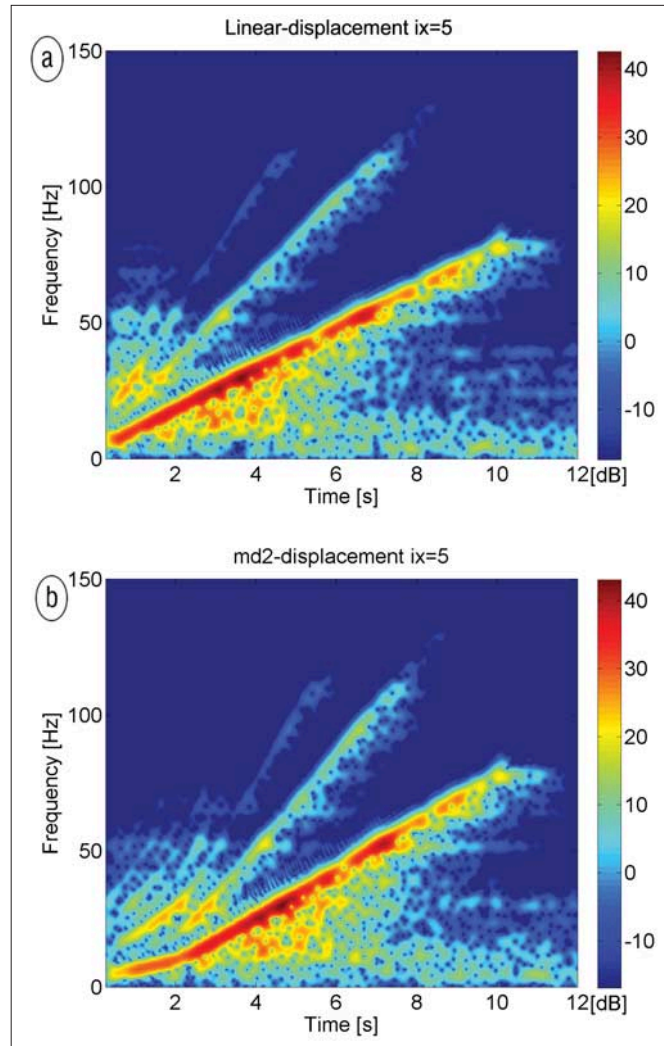 a
Linear-displacement ix=5
150
100
50
0
Frequency [Hz]
2 4 6 8 10 12
Time [s]
[dB]
40
30
20
10
0
-10
b
md2-displacement ix=5
150
100
50
0
Frequency [Hz]
2 4 6 8 10 12
Time [s]
[dB]
40
30
20
10
0
-10